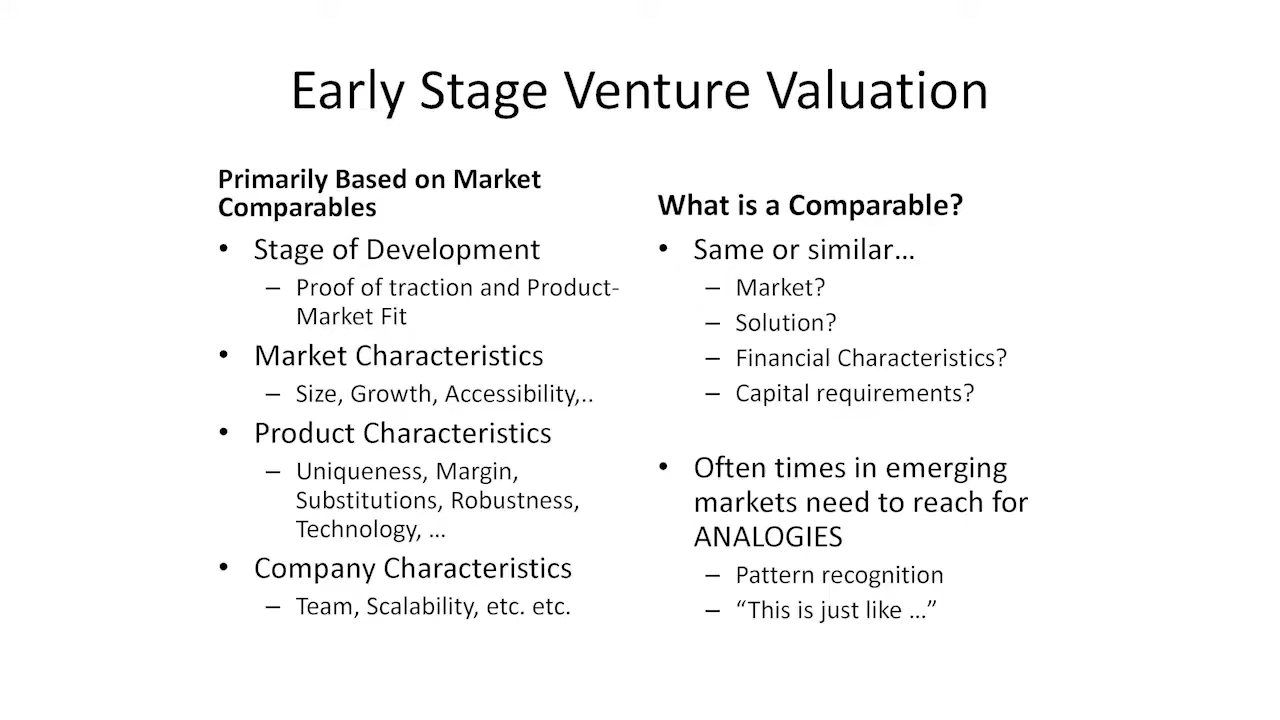 Early Stage Venture Valuation
Primarily Based on Market
Comparables
• Stage of Development
– Proof of traction and Product-
Market Fit
• Market Characteristics
– Size, Growth, Accessibility,..
• Product Characteristics
– Uniqueness, Margin,
Substitutions, Robustness,
Technology, …
• Company Characteristics
– Team, Scalability, etc. etc.
What is a Comparable?
• Same or similar…
– Market?
– Solution?
– Financial Characteristics?
– Capital requirements?
• Often times in emerging
markets need to reach for
ANALOGIES
– Pattern recognition
– “This is just like …”